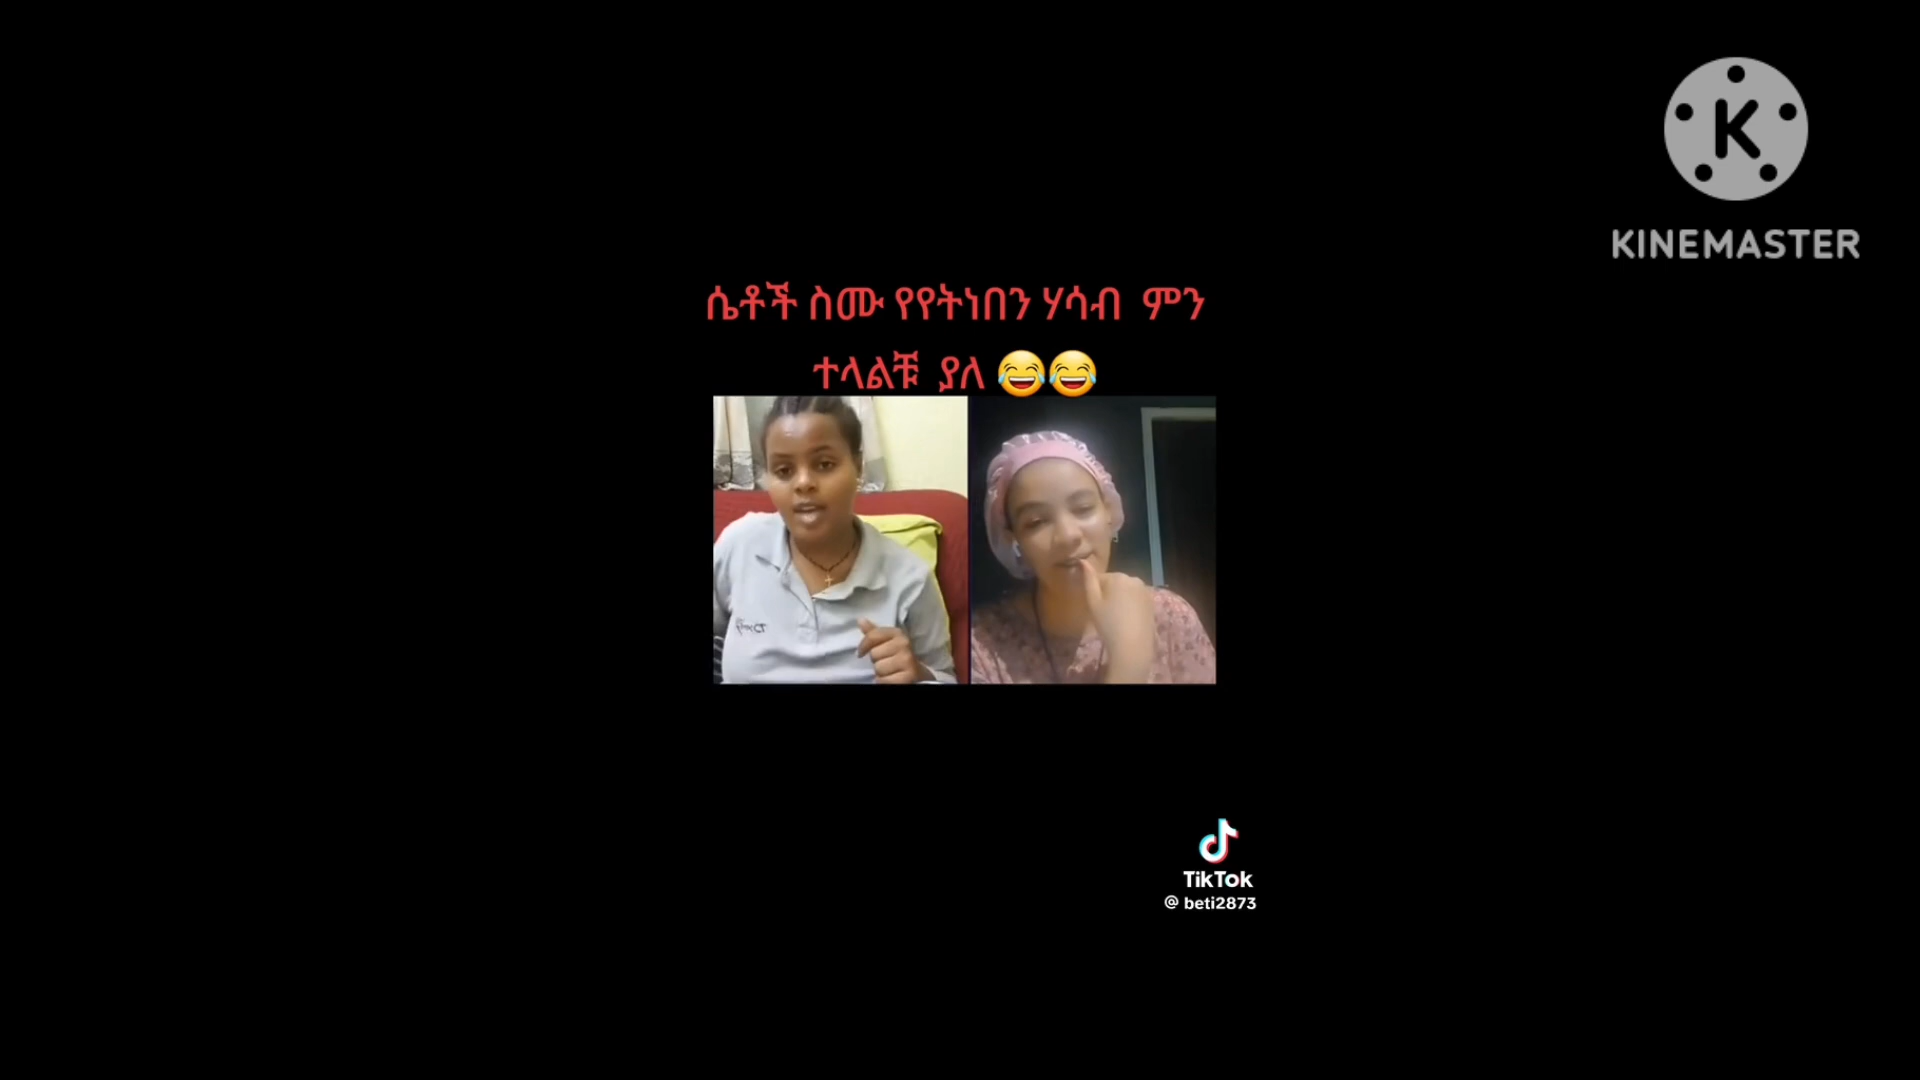 K
KINEMASTER
ሴቶች ስሙ የየትነበን ሃሳብ ምን
ተላልቹ ያለ 😂😂
TikTok
@ beti2873